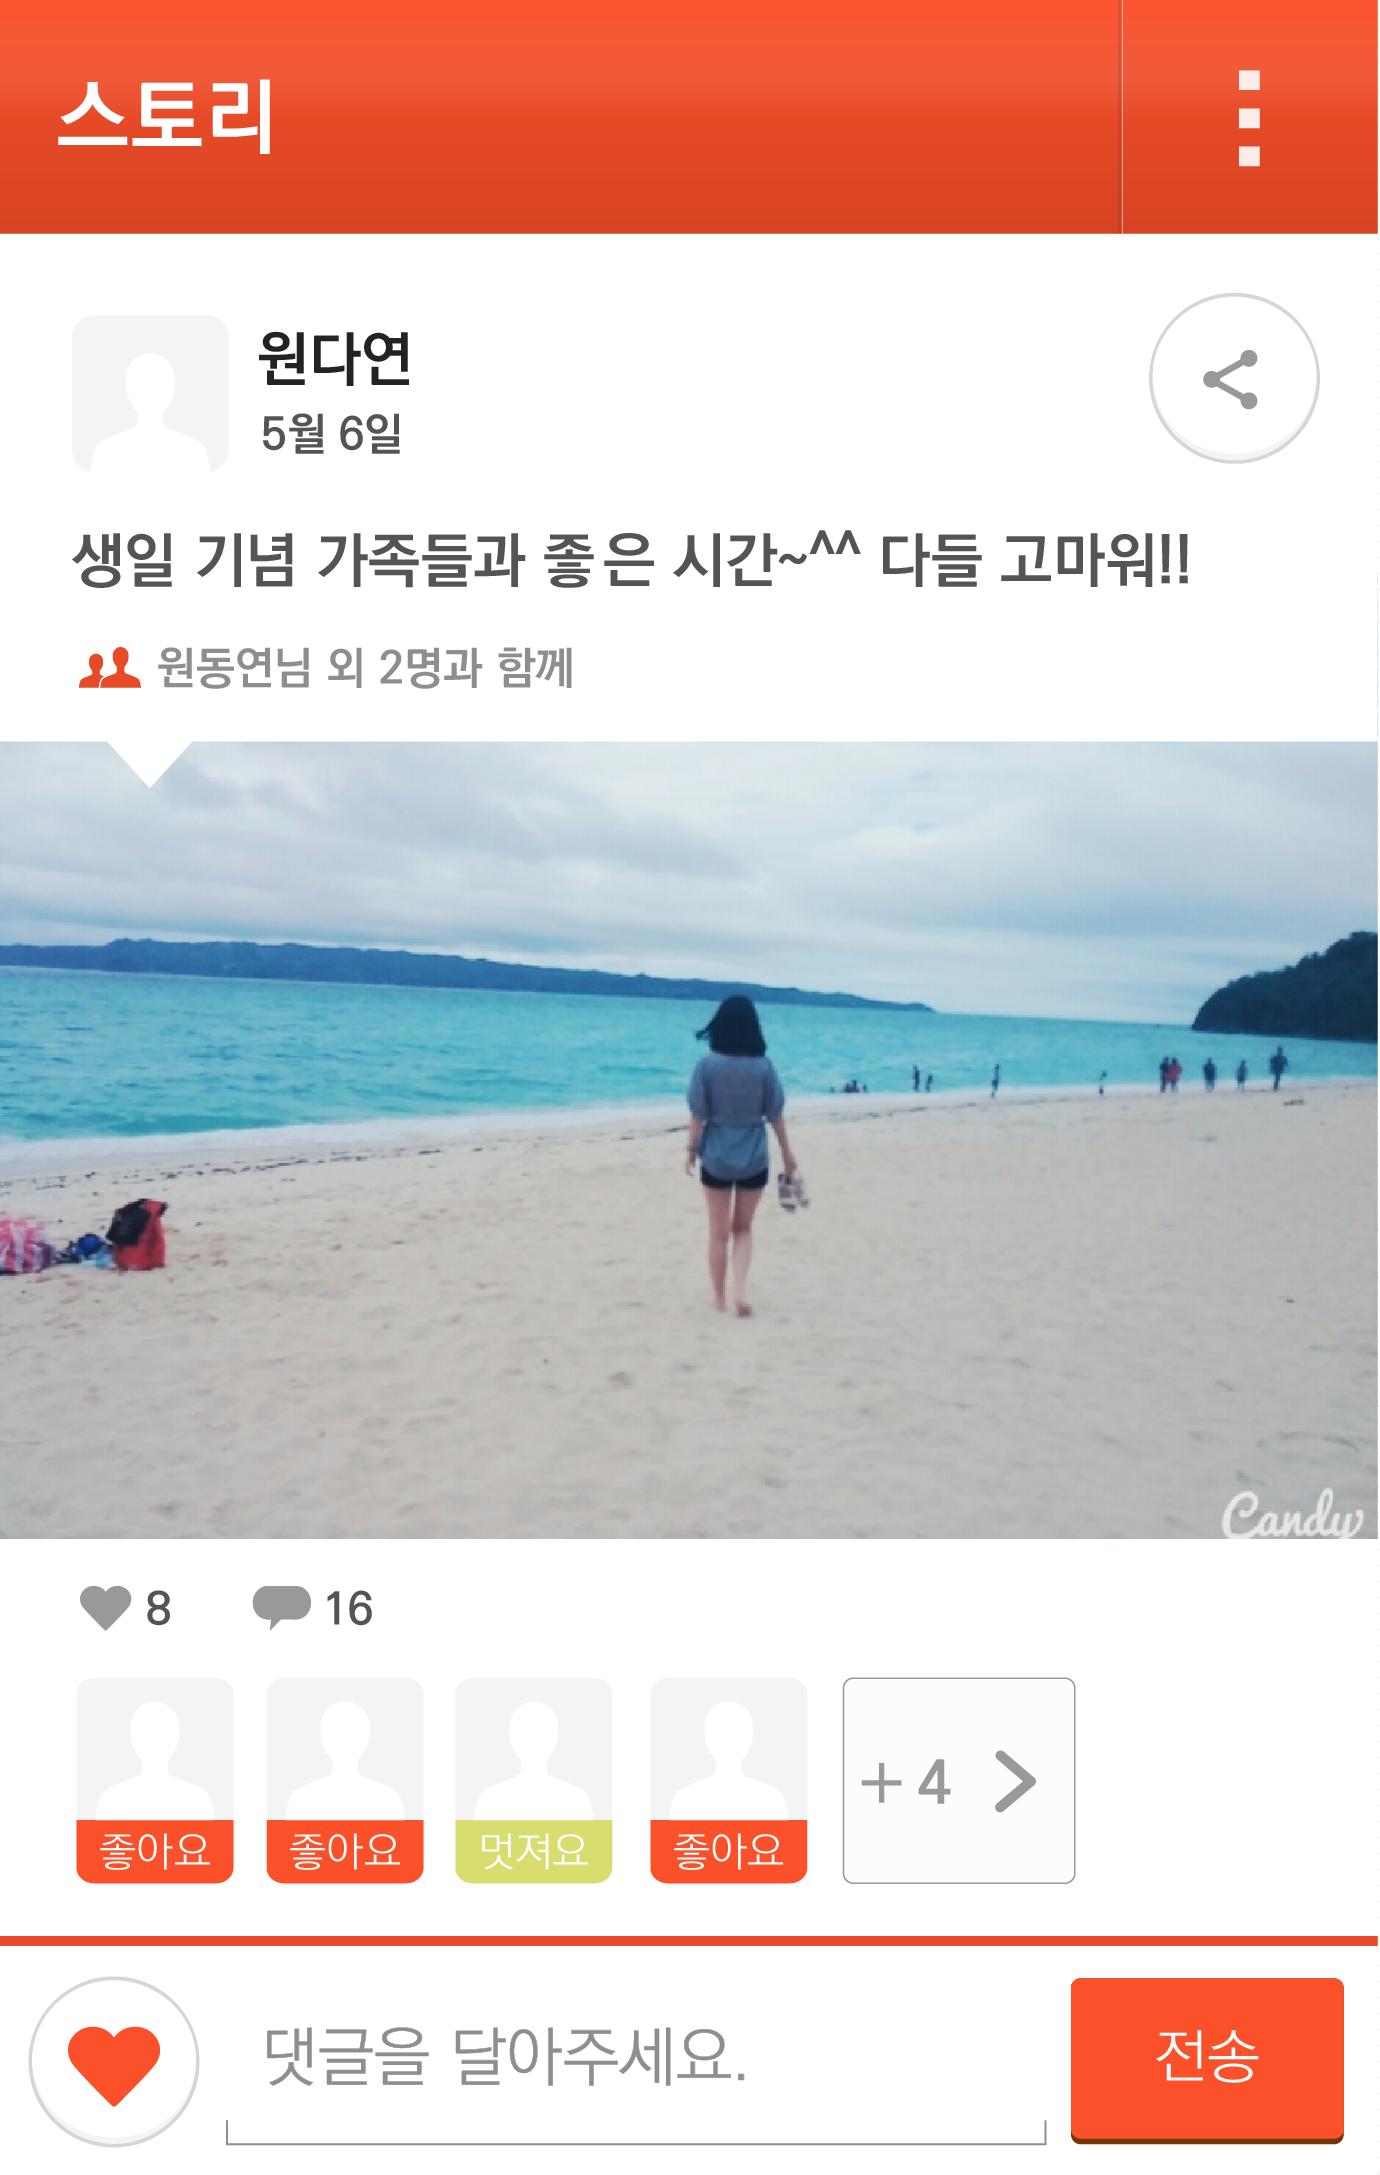 스토리
원다연
5월 6일
생일 기념 가족들과 좋은 시간~^^ 다들 고마워!!
원동연님 외 2명과 함께
Candy
8 16
좋아요 좋아요 멋져요 좋아요
+ 4
댓글을 달아주세요.
전송